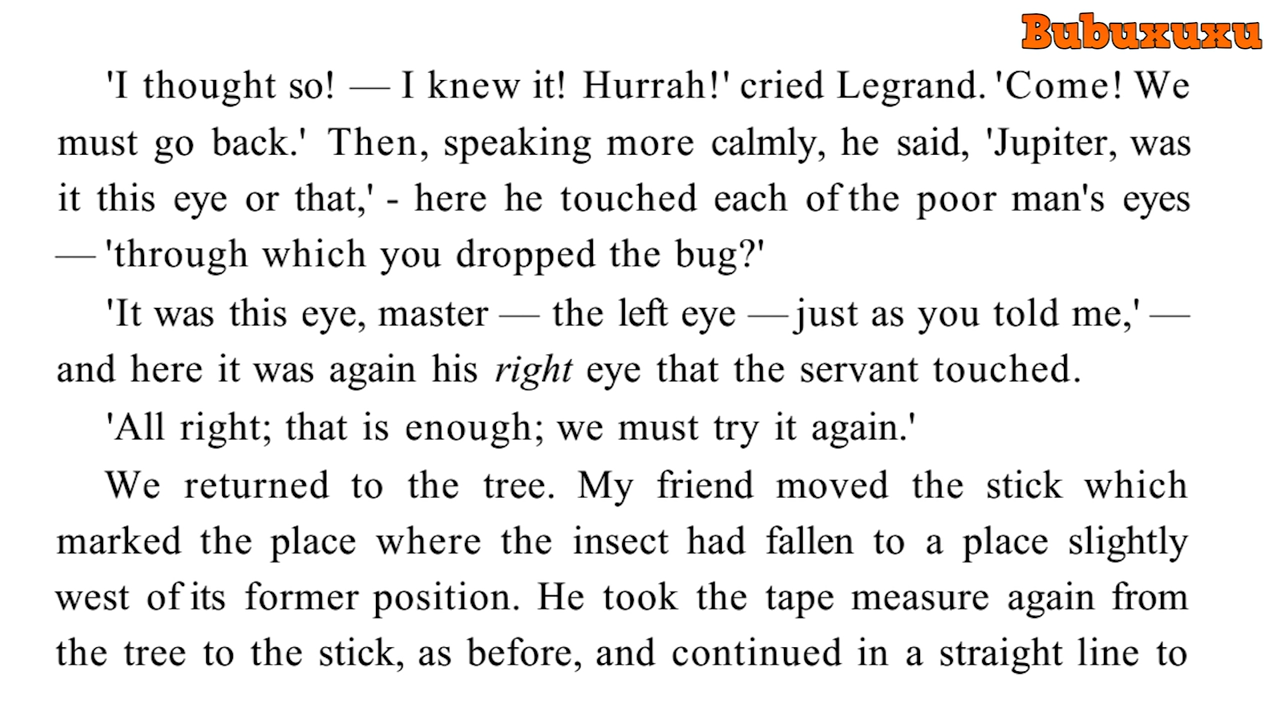 Bubuxuxu
'I thought so! — I knew it! Hurrah!' cried Legrand. 'Come! We
must go back.' Then, speaking more calmly, he said, 'Jupiter, was
it this eye or that,' - here he touched each of the poor man's eyes
— 'through which you dropped the bug?'
'It was this eye, master — the left eye — just as you told me,' —
and here it was again his right eye that the servant touched.
'All right; that is enough; we must try it again.'
We returned to the tree. My friend moved the stick which
marked the place where the insect had fallen to a place slightly
west of its former position. He took the tape measure again from
the tree to the stick, as before, and continued in a straight line to